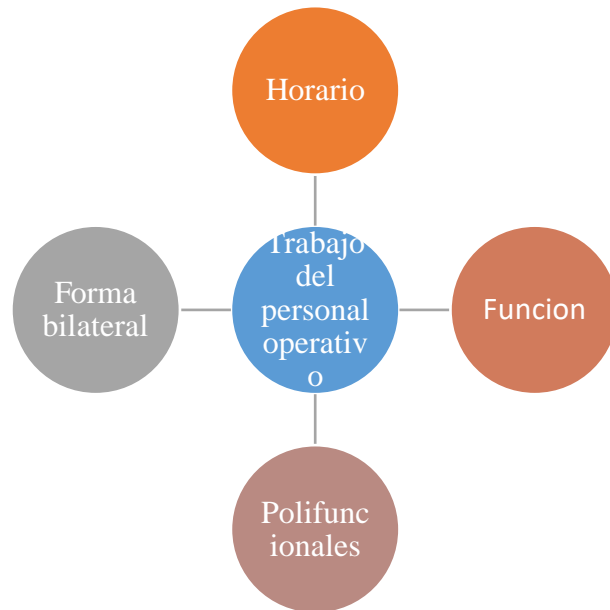 Horario
Trabajo
del
personal
operativ
o
Forma
bilateral
Funcion
Polifunc
ionales